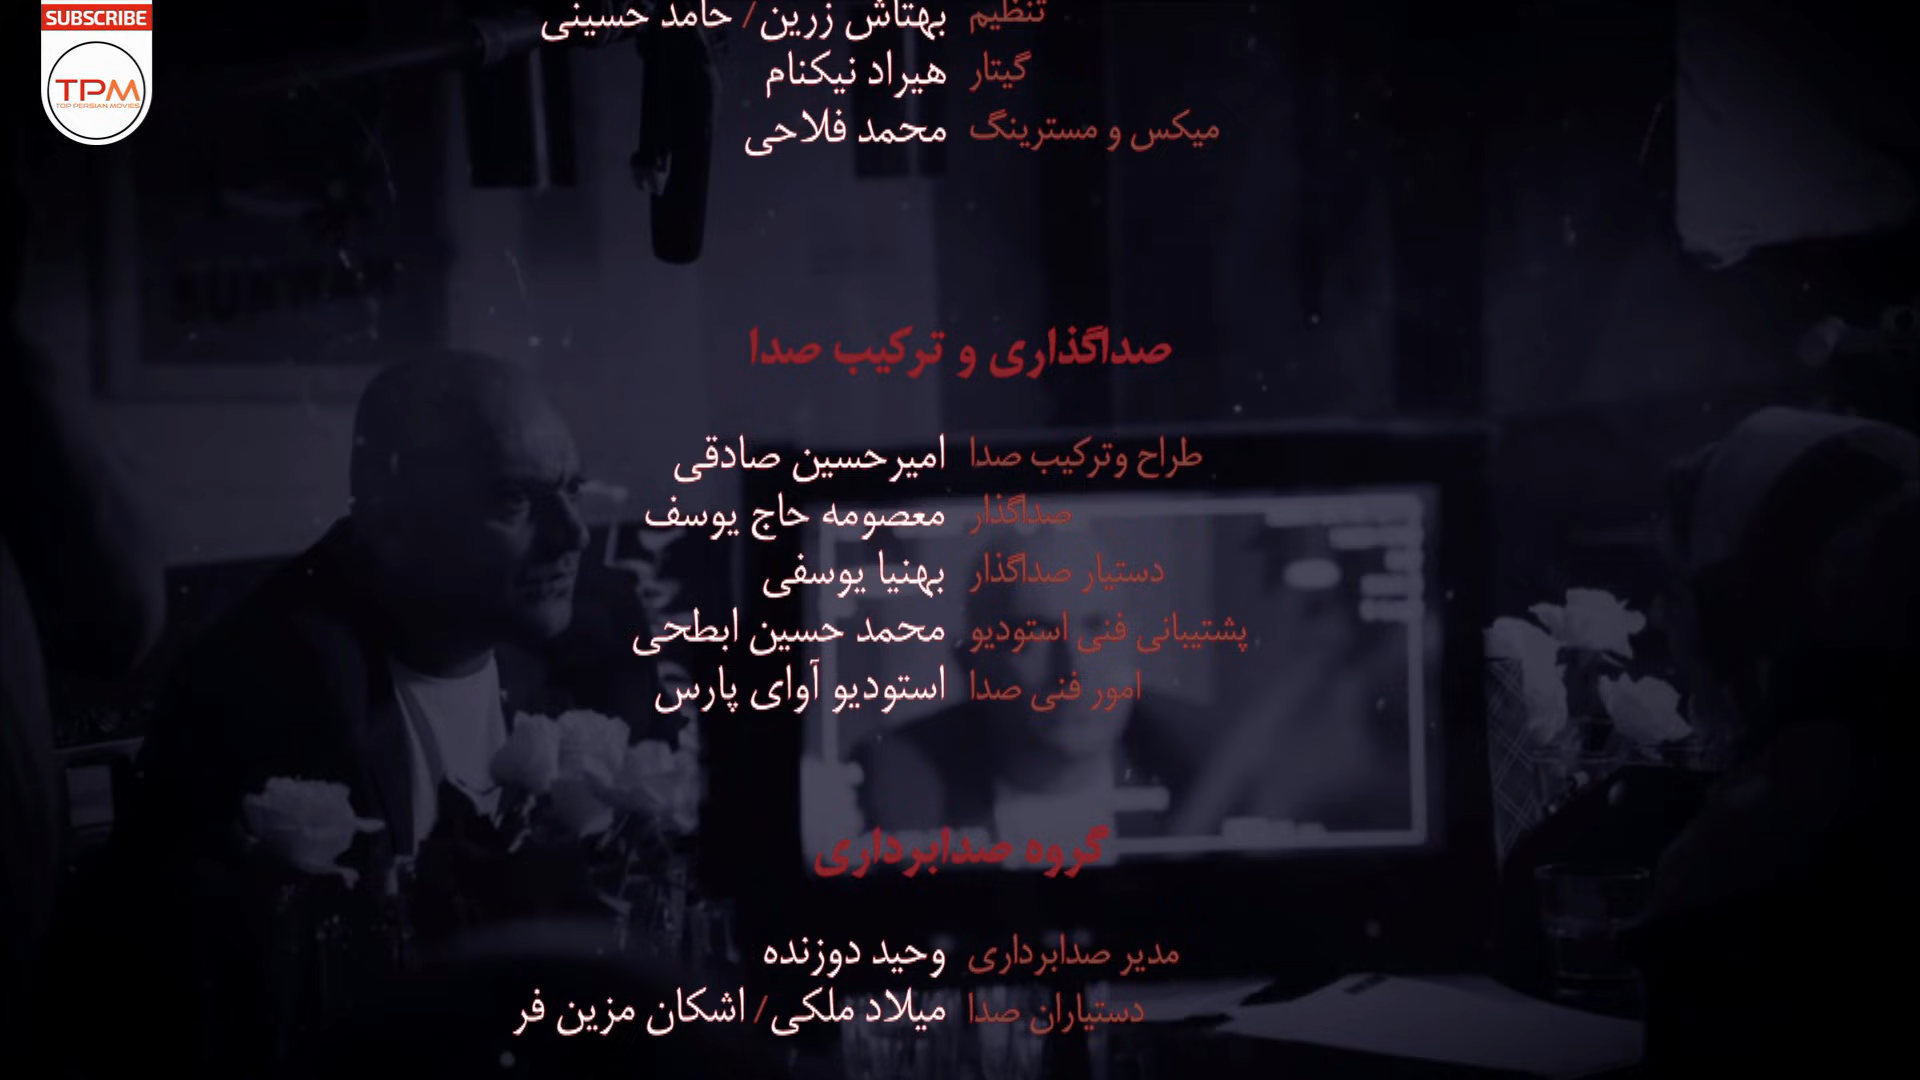 SUBSCRIBE
TPM
TOP PERSIAN MOVIES
تنظیم بهتاش زرین / حامد حسینی
گیتار هیراد نیکنام
میکس و مسترینگ محمد فلاحی
صداگذاری و ترکیب صدا
طراح وترکیب صدا امیرحسین صادقی
صداگذار معصومه حاج یوسف
دستیار صداگذار بهنیا یوسفی
پشتیبانی فنی استودیو محمد حسین ابطحی
امور فنی صدا استودیو آوای پارس
گروه صدابرداری
مدیر صدابرداری وحید دوزنده
دستیاران صدا میلاد ملکی / اشکان مزین فر